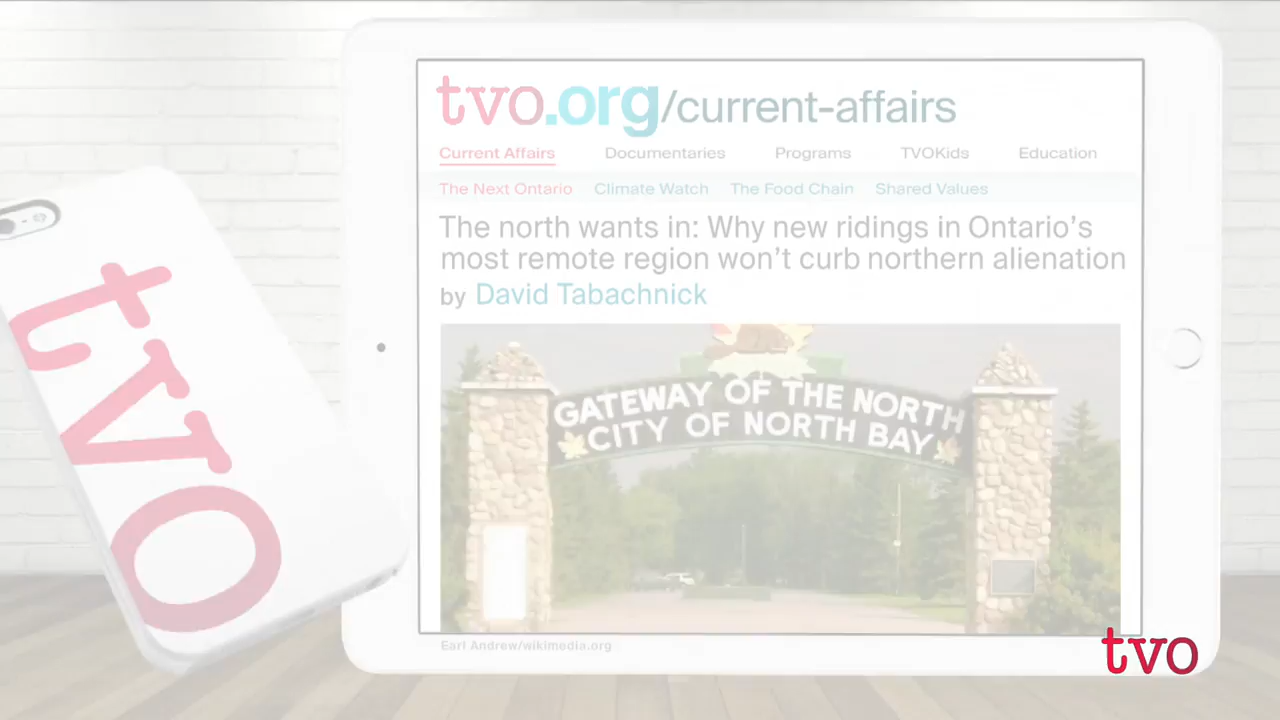 tvo.org/current-affairs
Current Affairs Documentaries Programs TVOKids Education
The Next Ontario Climate Watch The Food Chain Shared Values
The north wants in: Why new ridings in Ontario's
most remote region won't curb northern alienation
by David Tabachnick
tvo
GATEWAY OF THE NORTH
CITY OF NORTH BAY
Earl Andrew/wikimedia.org
tvo